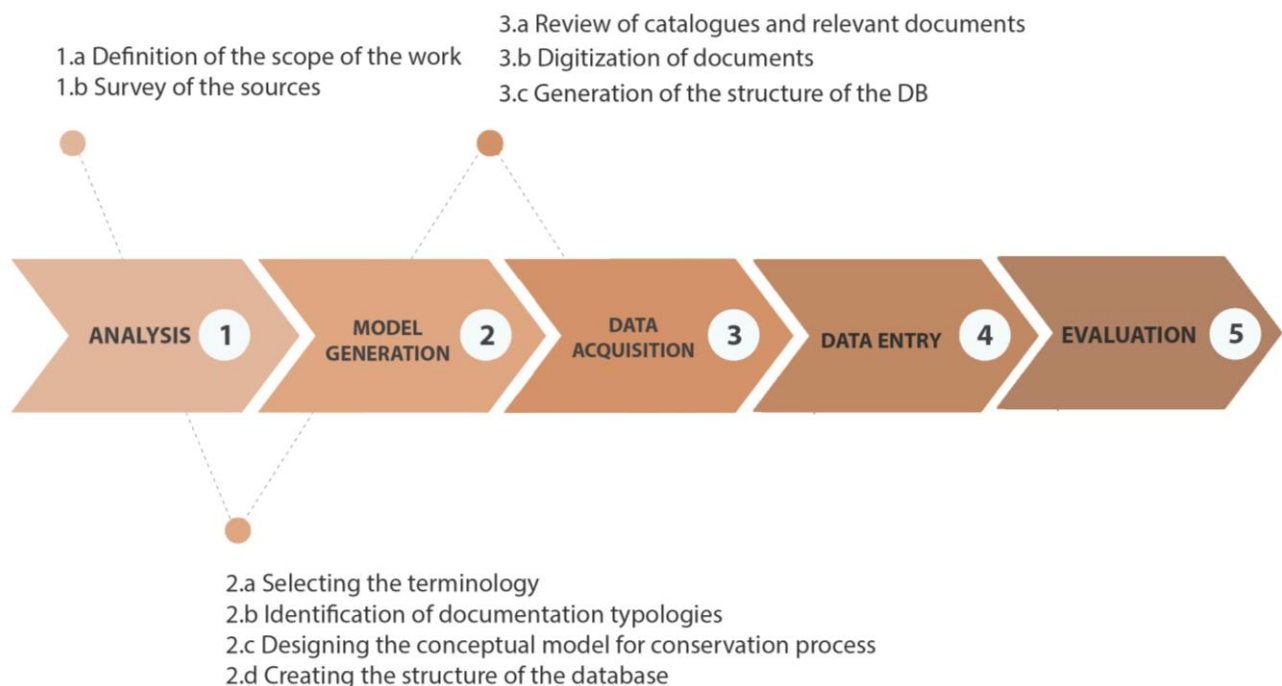 3.a Review of catalogues and relevant documents
1.a Definition of the scope of the work
3.b Digitization of documents
1.b Survey of the sources
3.c Generation of the structure of the DB
ANALYSIS 1
MODEL
GENERATION 2
DATA
ACQUISITION 3
DATA ENTRY 4
EVALUATION 5
2.a Selecting the terminology
2.b Identification of documentation typologies
2.c Designing the conceptual model for conservation process
2.d Creating the structure of the database